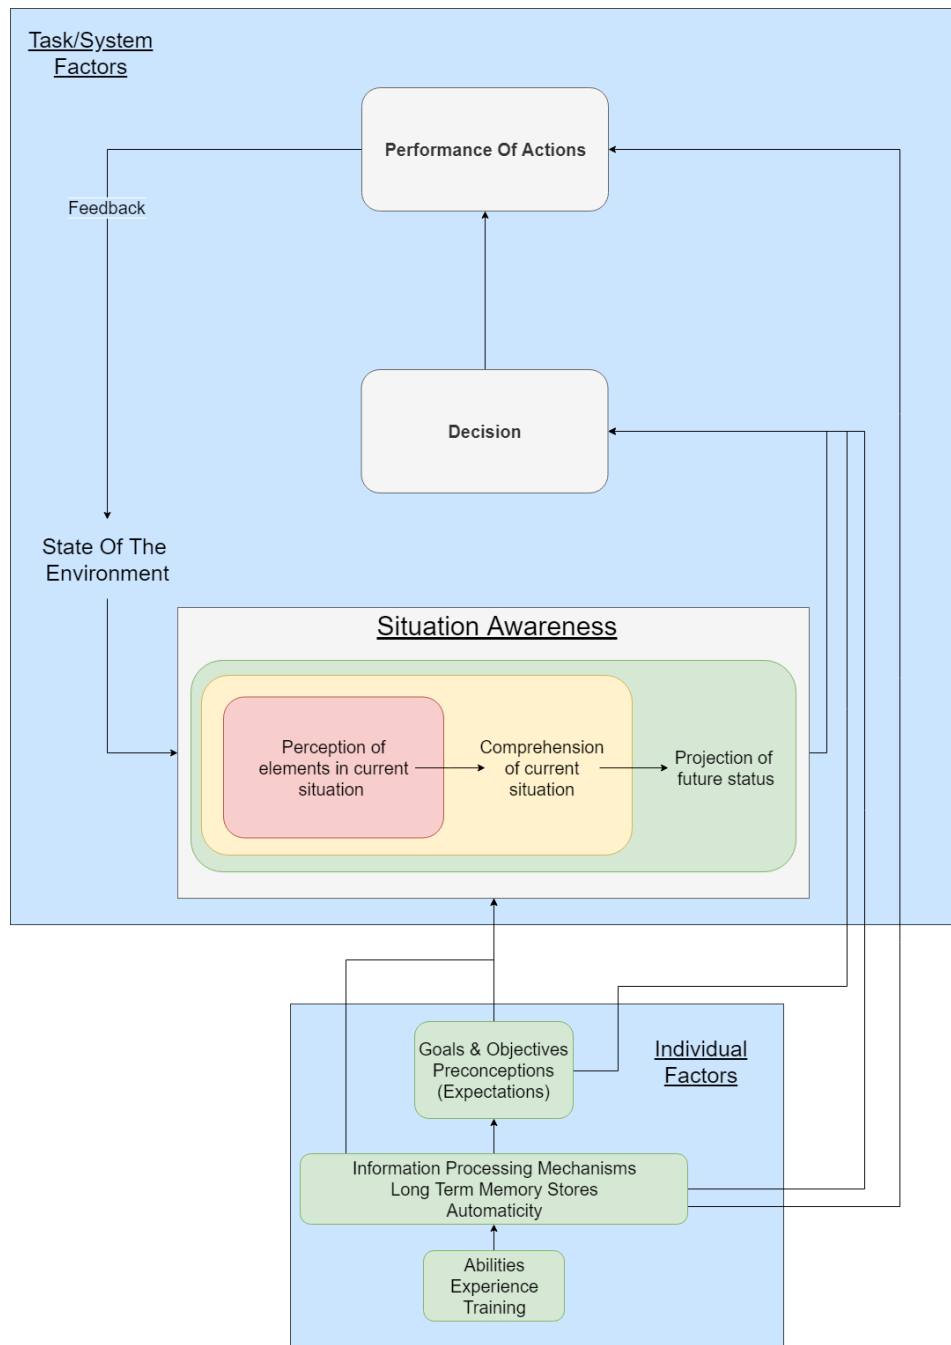 Task/System
Factors
Performance Of Actions
Feedback
Decision
State Of The
Environment
Situation Awareness
Perception of
elements in current
situation
Comprehension
of current
situation
Projection of
future status
Goals & Objectives
Preconceptions
(Expectations)
Individual
Factors
Information Processing Mechanisms
Long Term Memory Stores
Automaticity
Abilities
Experience
Training